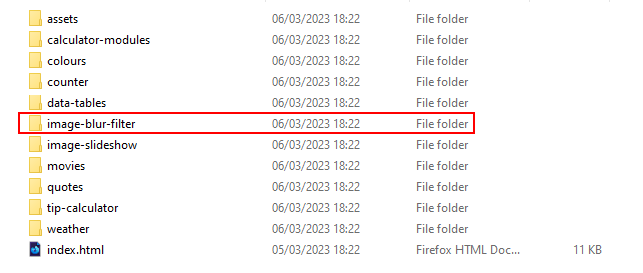 assets 06/03/2023 18:22 File folder
calculator-modules 06/03/2023 18:22 File folder
colours 06/03/2023 18:22 File folder
counter 06/03/2023 18:22 File folder
data-tables 06/03/2023 18:22 File folder
image-blur-filter 06/03/2023 18:22 File folder
image-slideshow 06/03/2023 18:22 File folder
movies 06/03/2023 18:22 File folder
quotes 06/03/2023 18:22 File folder
tip-calculator 06/03/2023 18:22 File folder
weather 06/03/2023 18:22 File folder
index.html 05/03/2023 18:22 Firefox HTML Doc... 11 KB